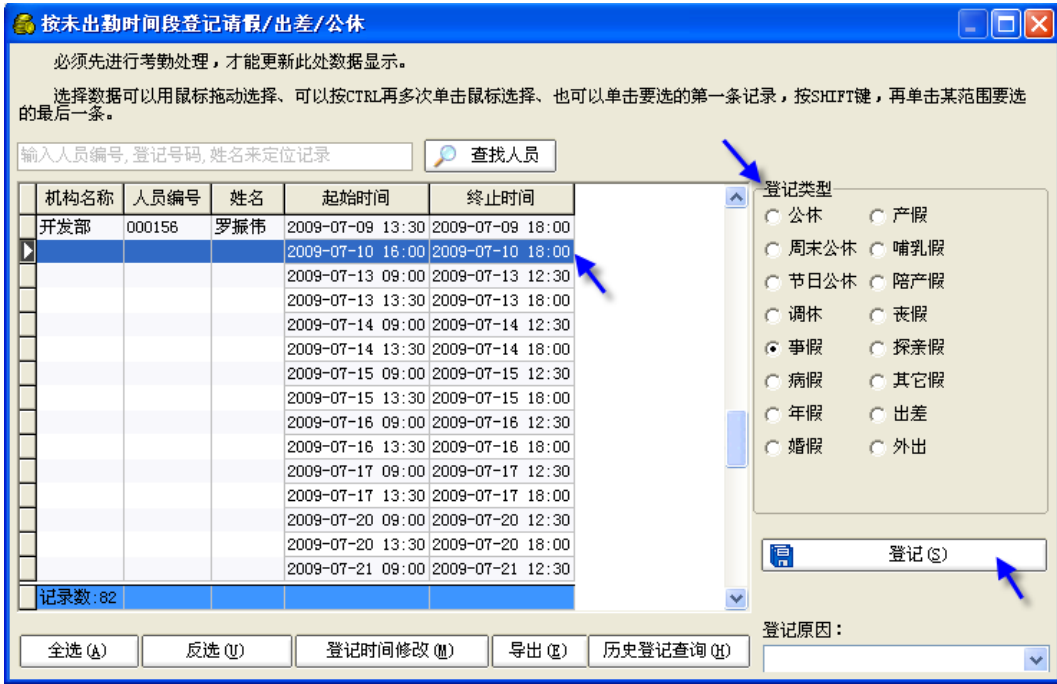 按未出勤时间段登记请假/出差/公休
必须先进行考勤处理，才能更新此处数据显示。
选择数据可以用鼠标拖动选择、可以按CTRL再多次单击鼠标选择、也可以单击要选的第一条记录，按SHIFT键，再单击某范围要选
的最后一条。
输入人员编号,登记号码,姓名来定位记录
查找人员
机构名称 人员编号 姓名 起始时间 终止时间
开发部 000156 罗振伟 2009-07-09 13:30 2009-07-09 18:00
2009-07-10 16:00 2009-07-10 18:00
2009-07-13 09:00 2009-07-13 12:30
2009-07-13 13:30 2009-07-13 18:00
2009-07-14 09:00 2009-07-14 12:30
2009-07-14 13:30 2009-07-14 18:00
2009-07-15 09:00 2009-07-15 12:30
2009-07-15 13:30 2009-07-15 18:00
2009-07-16 09:00 2009-07-16 12:30
2009-07-16 13:30 2009-07-16 18:00
2009-07-17 09:00 2009-07-17 12:30
2009-07-17 13:30 2009-07-17 18:00
2009-07-20 09:00 2009-07-20 12:30
2009-07-20 13:30 2009-07-20 18:00
2009-07-21 09:00 2009-07-21 12:30
记录数:82
登记类型
公休 产假
周末公休 哺乳假
节日公休 陪产假
调休 丧假
事假 探亲假
病假 其它假
年假 出差
婚假 外出
登记(S)
登记原因：
全选(A) 反选(U) 登记时间修改(M) 导出(E) 历史登记查询(H)